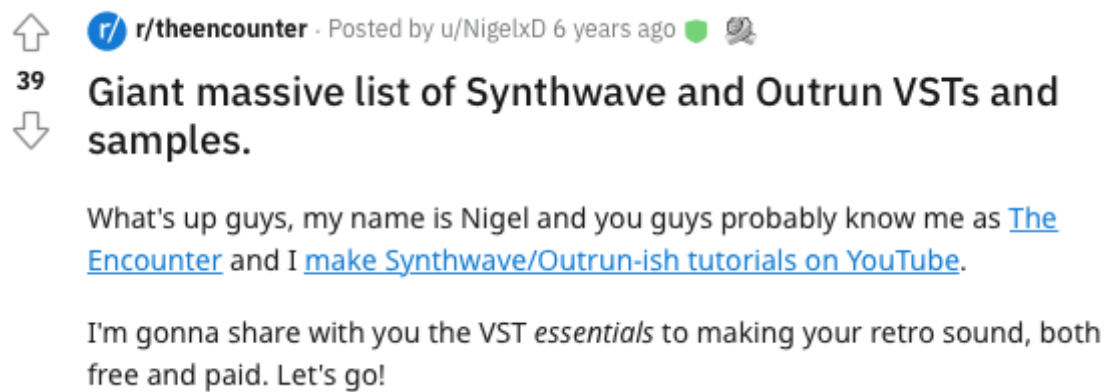 r/ r/theencounter · Posted by u/NigelxD 6 years ago
39
Giant massive list of Synthwave and Outrun VSTs and
samples.
What's up guys, my name is Nigel and you guys probably know me as The
Encounter and I make Synthwave/Outrun-ish tutorials on YouTube.
I'm gonna share with you the VST essentials to making your retro sound, both
free and paid. Let's go!